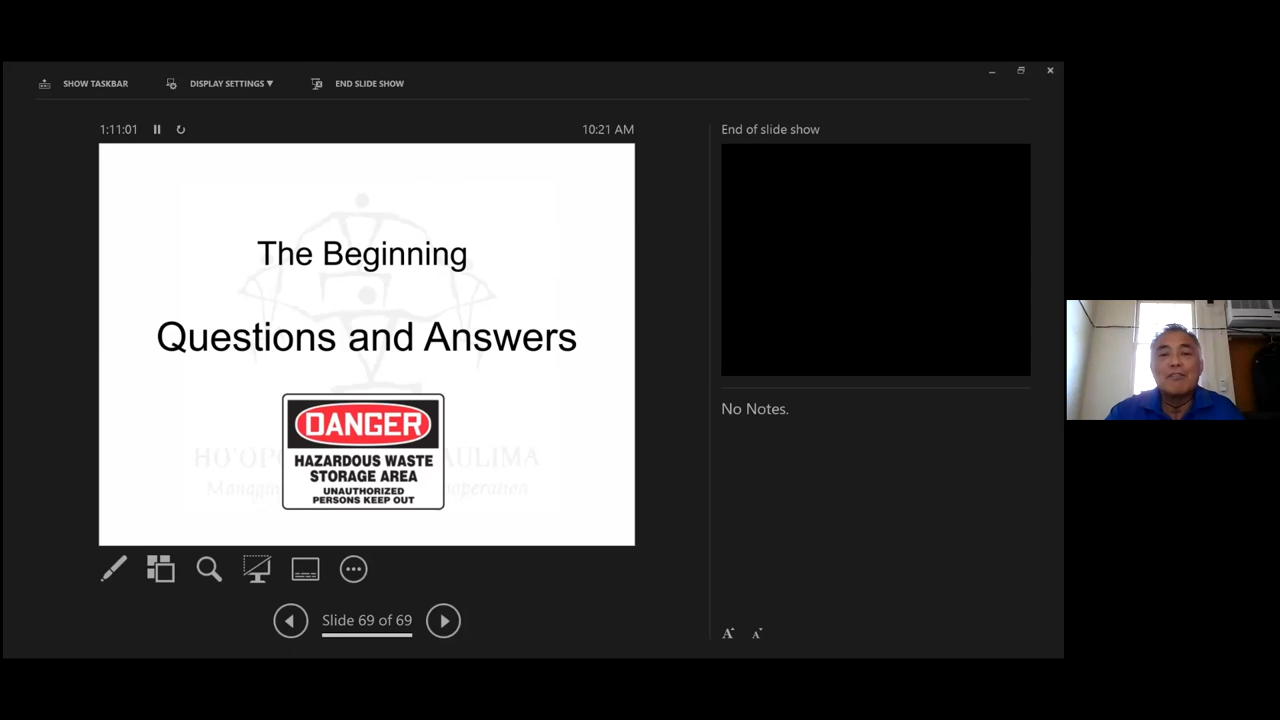 SHOW TASKBAR
DISPLAY SETTINGS ▼
END SLIDE SHOW
1:11:01
10:21 AM
End of slide show
The Beginning
Questions and Answers
DANGER
HAZARDOUS WASTE
STORAGE AREA
UNAUTHORIZED
PERSONS KEEP OUT
No Notes.
Slide 69 of 69
A
A